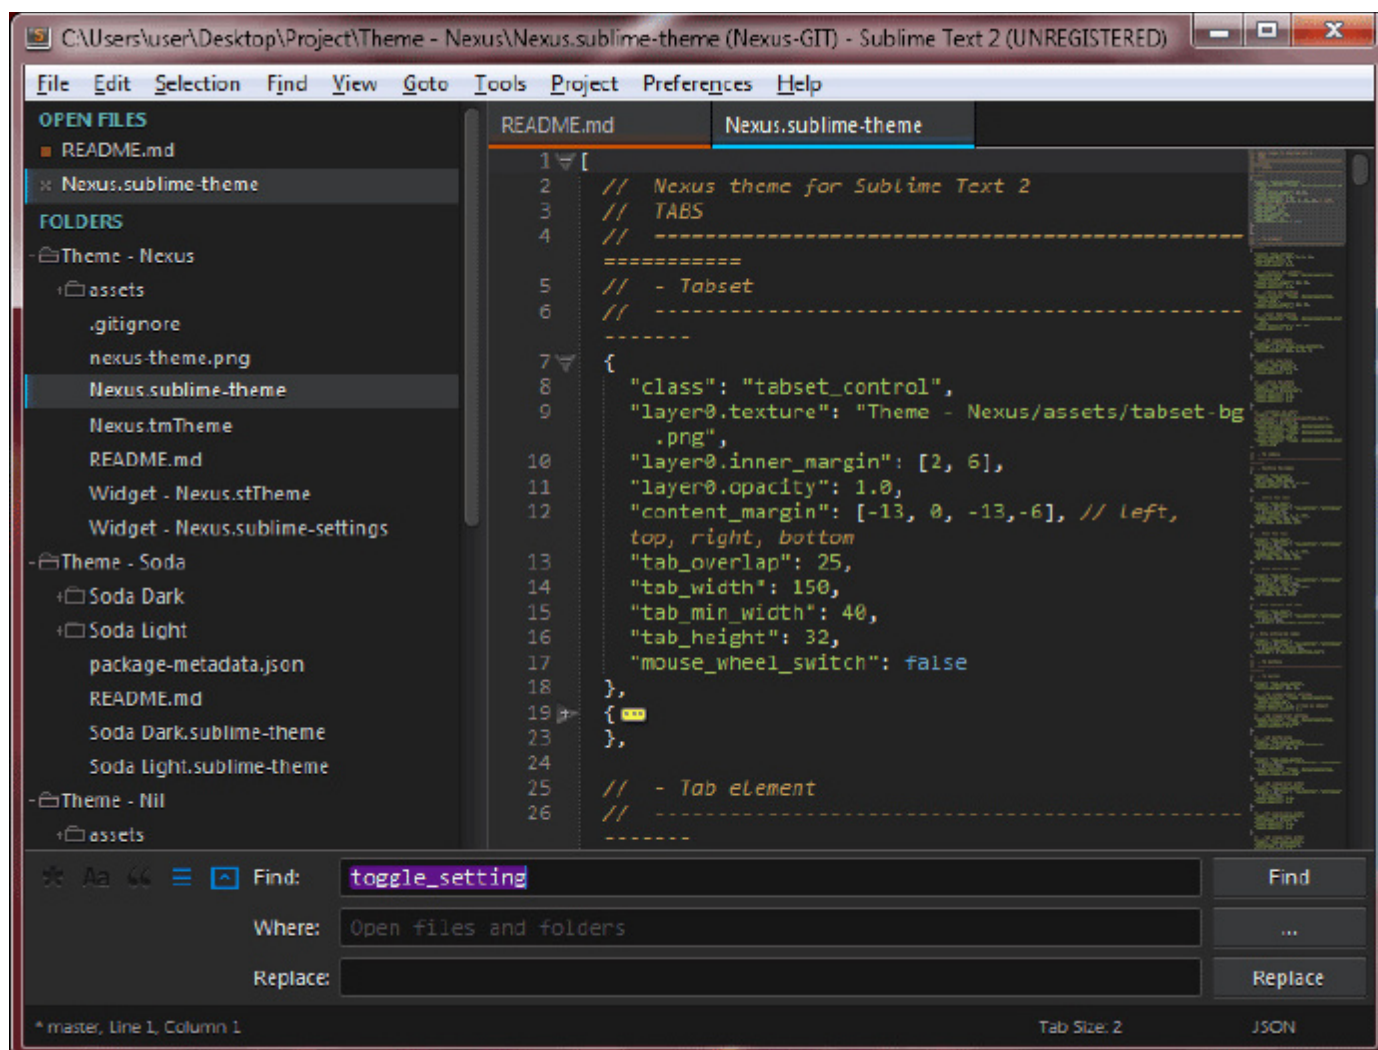 C:\Users\user\Desktop\Project\Theme - Nexus\Nexus.sublime-theme (Nexus-GIT) - Sublime Text 2 (UNREGISTERED)
File Edit Selection Find View Goto Tools Project Preferences Help
OPEN FILES
README.md
Nexus.sublime-theme
FOLDERS
Theme - Nexus
assets
.gitignore
nexus-theme.png
Nexus.sublime-theme
Nexus.tmTheme
README.md
Widget - Nexus.stTheme
Widget - Nexus.sublime-settings
Theme - Soda
Soda Dark
Soda Light
package-metadata.json
README.md
Soda Dark.sublime-theme
Soda Light.sublime-theme
Theme - Nil
assets
README.md Nexus.sublime-theme
1 [
2 // Nexus theme for Sublime Text 2
3 // TABS
4 // --------------------------------------------
===========
5 // - Tabset
6 // --------------------------------------------
-------
7 {
8 "class": "tabset_control",
9 "layer0.texture": "Theme - Nexus/assets/tabset-bg
.png",
10 "layer0.inner_margin": [2, 6],
11 "layer0.opacity": 1.0,
12 "content_margin": [-13, 0, -13,-6], // left,
top, right, bottom
13 "tab_overlap": 25,
14 "tab_width": 150,
15 "tab_min_width": 40,
16 "tab_height": 32,
17 "mouse_wheel_switch": false
18 },
19 {
23 },
24
25 // - Tab element
26 // --------------------------------------------
-------
Aa Find: toggle_setting Find
Where: Open files and folders ...
Replace: Replace
* master, Line 1, Column 1 Tab Size: 2 JSON